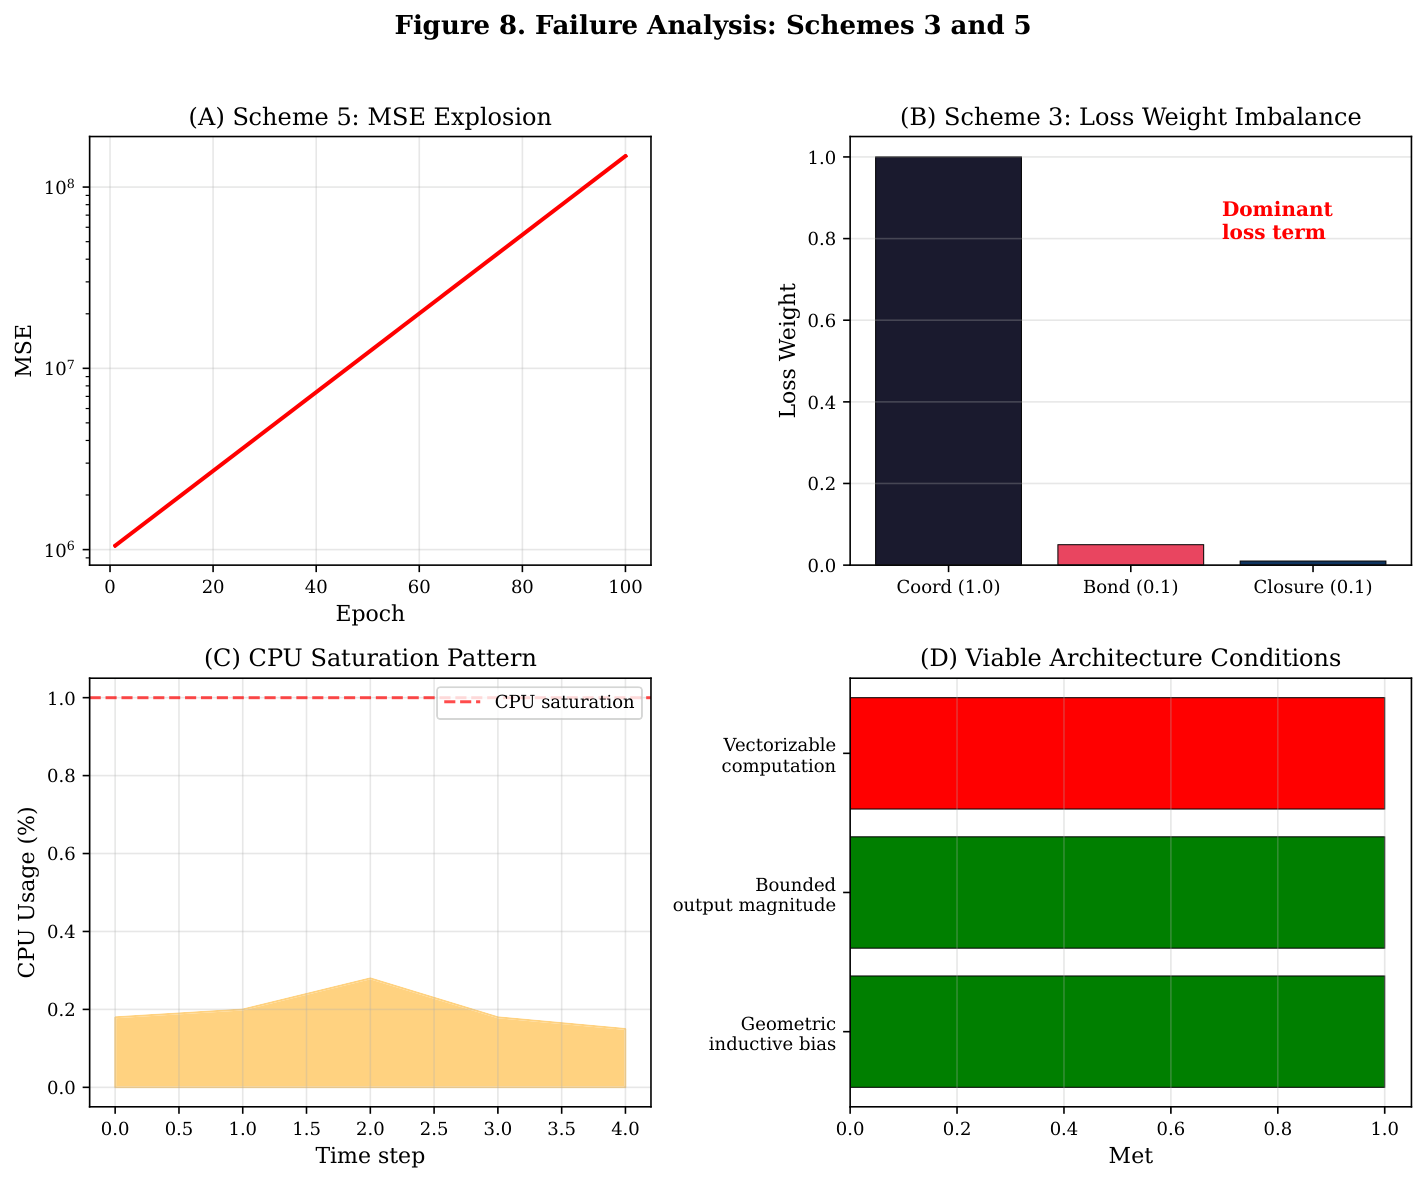 Figure 8. Failure Analysis: Schemes 3 and 5
(A) Scheme 5: MSE Explosion
10⁸
10⁷
10⁶
MSE
0 20 40 60 80 100
Epoch
(B) Scheme 3: Loss Weight Imbalance
1.0
0.8
0.6
0.4
0.2
0.0
Loss Weight
Dominant
loss term
Coord (1.0) Bond (0.1) Closure (0.1)
(C) CPU Saturation Pattern
1.0
0.8
0.6
0.4
0.2
0.0
CPU Usage (%)
CPU saturation
0.0 0.5 1.0 1.5 2.0 2.5 3.0 3.5 4.0
Time step
(D) Viable Architecture Conditions
Vectorizable
computation
Bounded
output magnitude
Geometric
inductive bias
0.0 0.2 0.4 0.6 0.8 1.0
Met